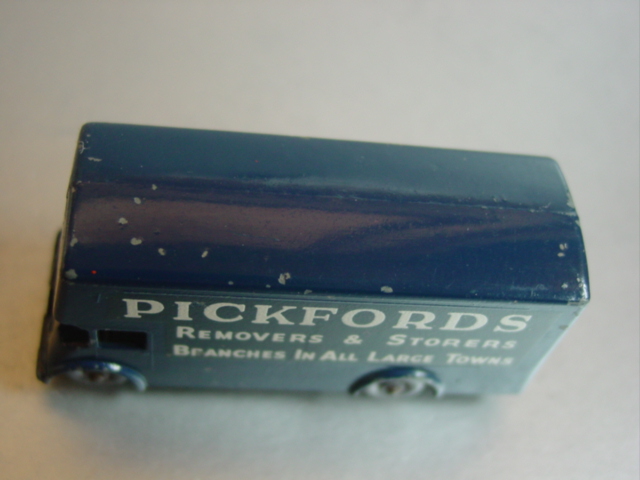 PICKFORDS
REMOVERS & STORERS
BRANCHES IN ALL LARGE TOWNS